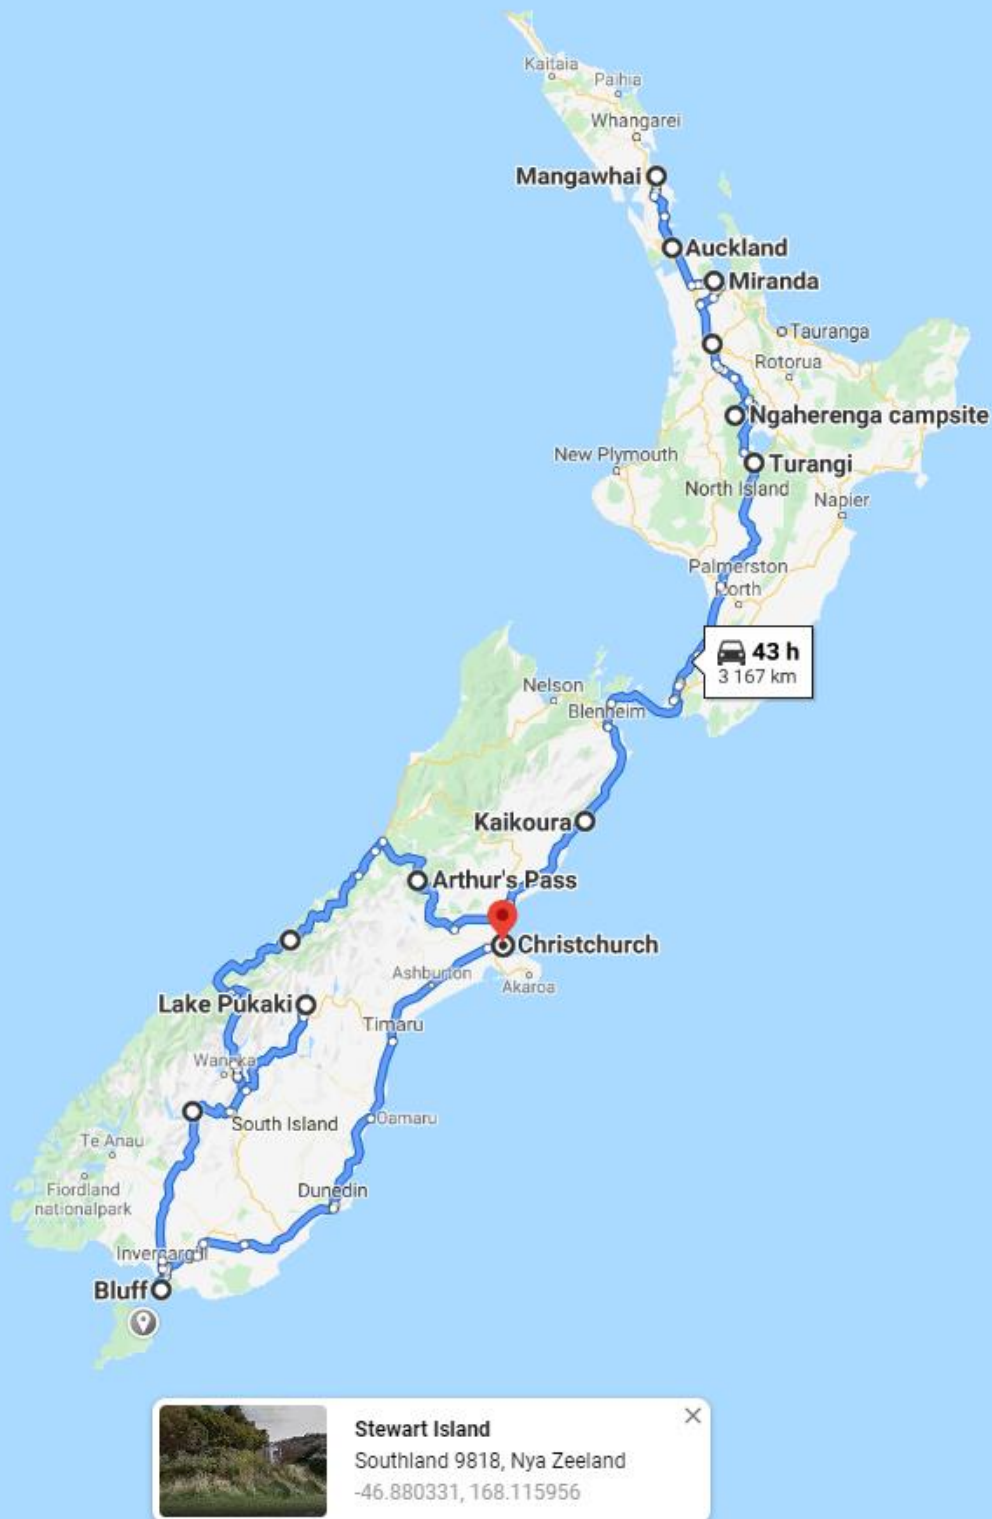 Kaitaia
Paihia
Whangarei
Mangawhai
Auckland
Miranda
Tauranga
Rotorua
Ngaherenga campsite
New Plymouth
Turangi
North Island
Napier
Palmerston
North
43 h
3 167 km
Nelson
Blenheim
Kaikoura
Arthur's Pass
Christchurch
Ashburton
Akaroa
Lake Pukaki
Timaru
Wanaka
Oamaru
South Island
Te Anau
Fiordland
nationalpark
Dunedin
Invercargill
Bluff
Stewart Island
Southland 9818, Nya Zeeland
-46.880331, 168.115956